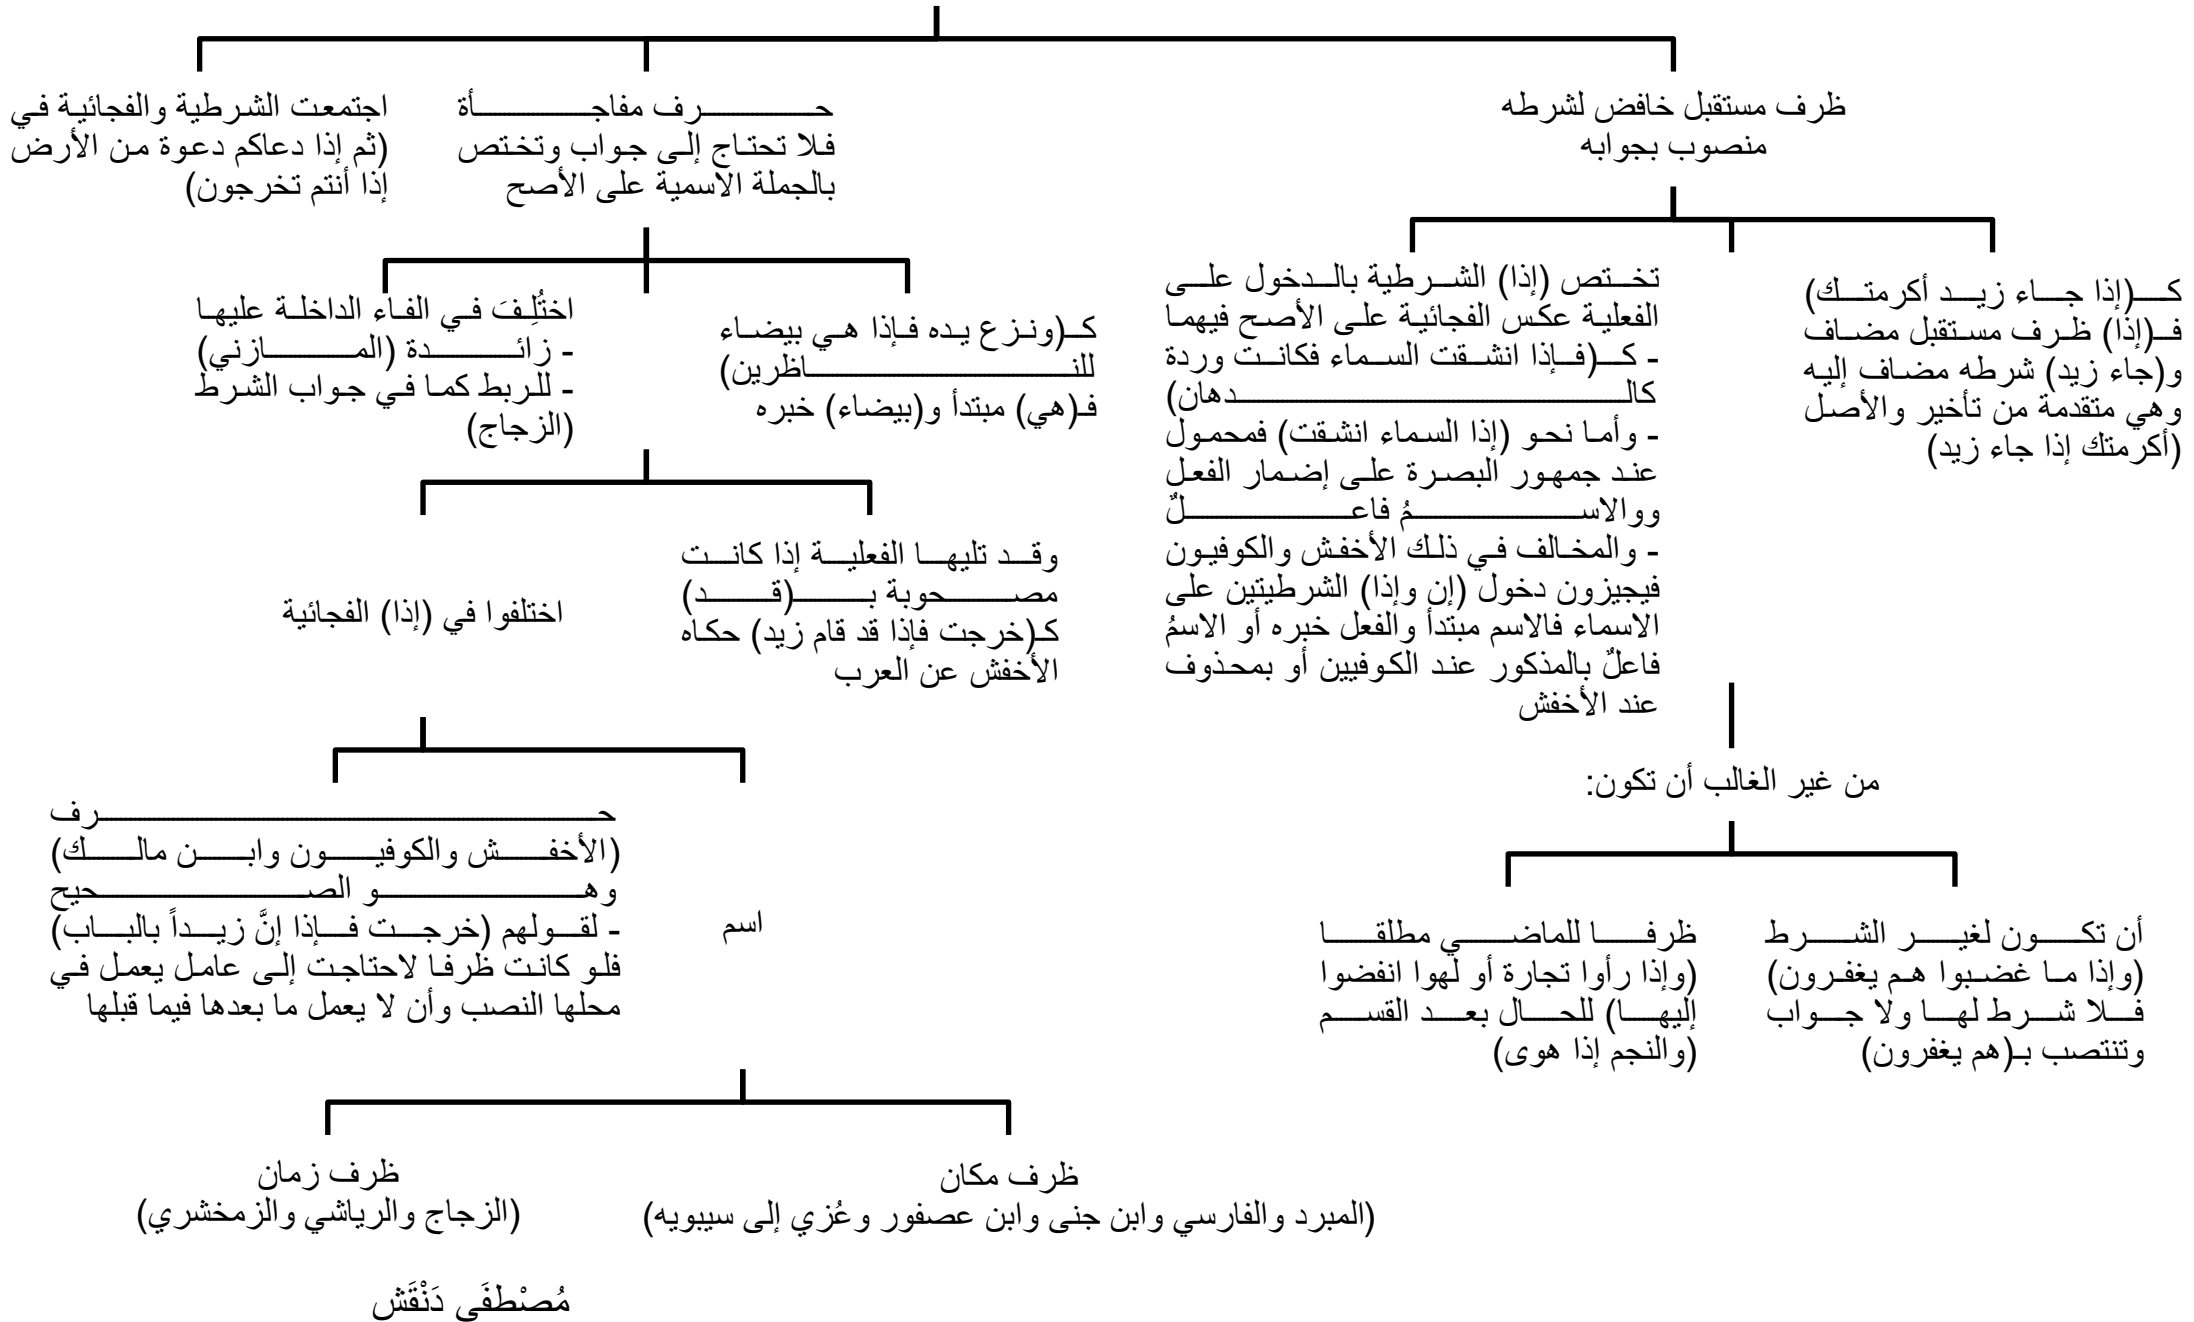 ظرف مستقبل خافض لشرطه
منصوب بجوابه
حرف مفاجأة
فلا تحتاج إلى جواب وتختص
بالجملة الاسمية على الأصح
اجتمعت الشرطية والفجائية في
(ثم إذا دعاكم دعوة من الأرض
إذا أنتم تخرجون)
كـ(إذا جاء زيد أكرمتك)
فـ(إذا) ظرف مستقبل مضاف
و(جاء زيد) شرطه مضاف إليه
وهي متقدمة من تأخير والأصل
(أكرمتك إذا جاء زيد)
تختص (إذا) الشرطية بالدخول على
الفعلية عكس الفجائية على الأصح فيهما
- كـ(فإذا انشقت السماء فكانت وردة
كالدهان)
- وأما نحو (إذا السماء انشقت) فمحمول
عند جمهور البصرة على إضمار الفعل
ووالاسمُ فاعلٌ
- والمخالف في ذلك الأخفش والكوفيون
فيجيزون دخول (إن وإذا) الشرطيتين على
الاسماء فالاسم مبتدأ والفعل خبره أو الاسمُ
فاعلٌ بالمذكور عند الكوفيين أو بمحذوف
عند الأخفش
من غير الغالب أن تكون:
أن تكون لغير الشرط
(وإذا ما غضبوا هم يغفرون)
فلا شرط لها ولا جواب
وتنتصب بـ(هم يغفرون)
ظرفا للماضي مطلقا
(وإذا رأوا تجارة أو لهوا انفضوا
إليها) للحال بعد القسم
(والنجم إذا هوى)
كـ(ونزع يده فإذا هي بيضاء
للناظرين)
فـ(هي) مبتدأ و(بيضاء) خبره
اختُلِفَ في الفاء الداخلة عليها
- زائدة (المازني)
- للربط كما في جواب الشرط
(الزجاج)
وقد تليها الفعلية إذا كانت
مصحوبة بـ(قد)
كـ(خرجت فإذا قد قام زيد) حكاه
الأخفش عن العرب
اختلفوا في (إذا) الفجائية
اسم
حرف
(الأخفش والكوفيون وابن مالك)
وهو الصحيح
- لقولهم (خرجت فإذا إنَّ زيداً بالباب)
فلو كانت ظرفا لاحتاجت إلى عامل يعمل في
محلها النصب وأن لا يعمل ما بعدها فيما قبلها
ظرف مكان
(المبرد والفارسي وابن جنى وابن عصفور وعُزي إلى سيبويه)
ظرف زمان
(الزجاج والرياشي والزمخشري)
مُصْطفَى دَنْقَش